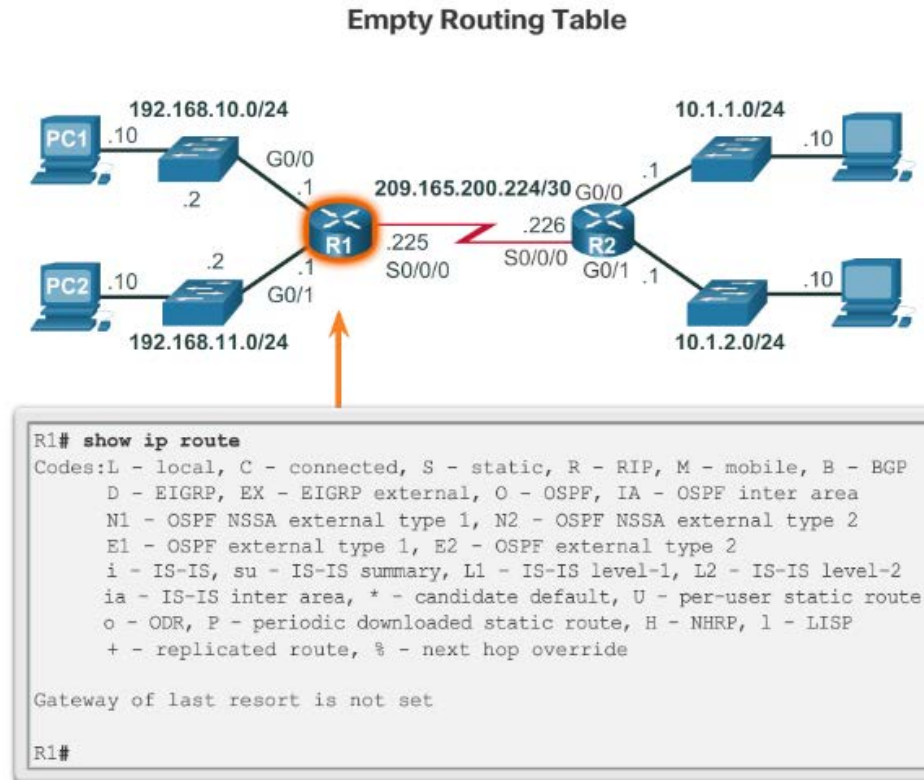 Empty Routing Table
192.168.10.0/24
10.1.1.0/24
PC1
.10
G0/0
.1
.2
209.165.200.224/30
G0/0
.1
.10
.2
R1
.225
S0/0/0
.226
S0/0/0
R2
G0/1
.1
PC2
.10
.1
G0/1
.10
192.168.11.0/24
10.1.2.0/24
R1# show ip route
Codes:L - local, C - connected, S - static, R - RIP, M - mobile, B - BGP
D - EIGRP, EX - EIGRP external, O - OSPF, IA - OSPF inter area
N1 - OSPF NSSA external type 1, N2 - OSPF NSSA external type 2
E1 - OSPF external type 1, E2 - OSPF external type 2
i - IS-IS, su - IS-IS summary, L1 - IS-IS level-1, L2 - IS-IS level-2
ia - IS-IS inter area, * - candidate default, U - per-user static route
o - ODR, P - periodic downloaded static route, H - NHRP, l - LISP
+ - replicated route, % - next hop override
Gateway of last resort is not set
R1#